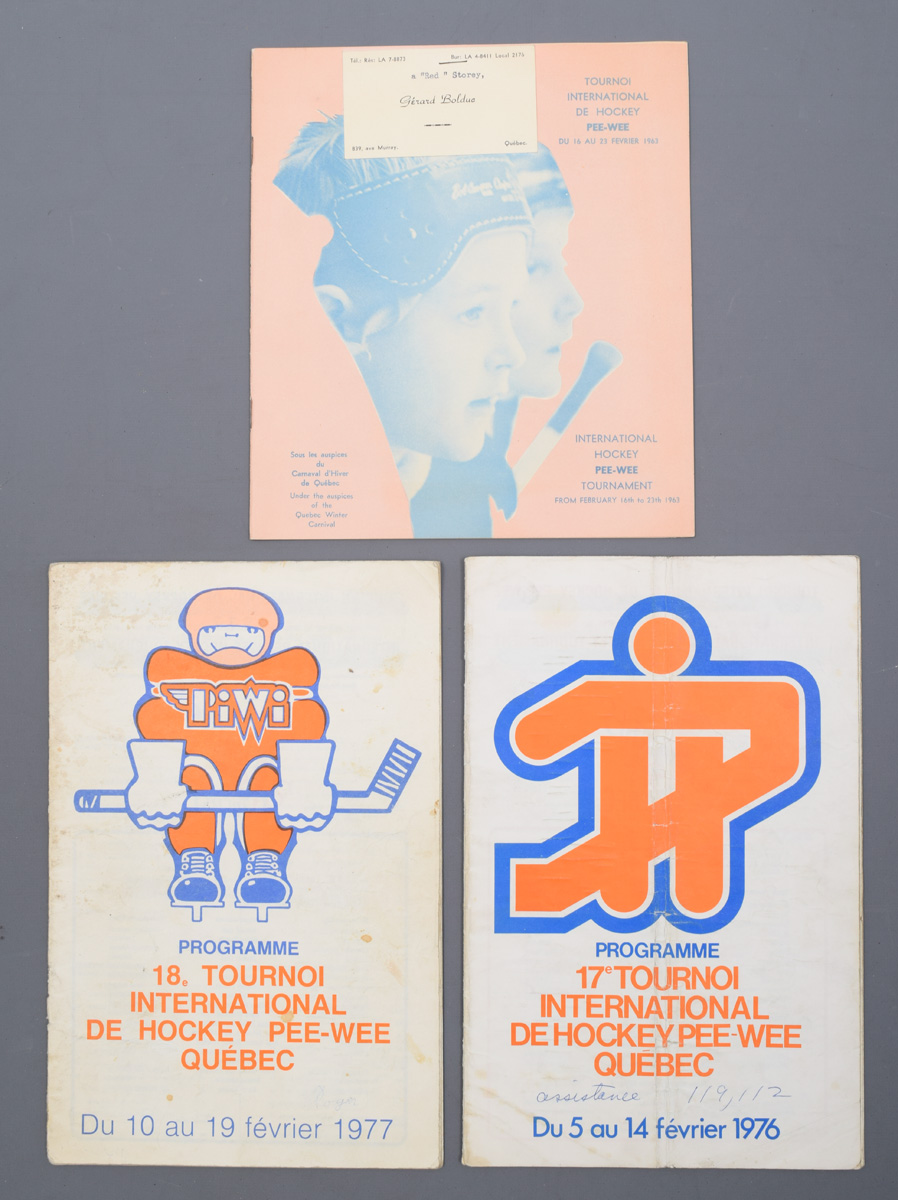 Tél.: Rés: LA 7-8873
Bur: LA 4-8411 Local 2176
a "Red " Storey,
Gérard Bolduc
839, ave Murray.
Québec.
TOURNOI
INTERNATIONAL
DE HOCKEY
PEE-WEE
DU 16 AU 23 FÉVRIER 1963
Sous les auspices
du
Carnaval d'Hiver
de Québec
Under the auspices
of the
Quebec Winter
Carnival
INTERNATIONAL
HOCKEY
PEE-WEE
TOURNAMENT
FROM FEBRUARY 16th to 23th 1963
PiWi
PROGRAMME
18e TOURNOI
INTERNATIONAL
DE HOCKEY PEE-WEE
QUÉBEC
Du 10 au 19 février 1977
PROGRAMME
17e TOURNOI
INTERNATIONAL
DE HOCKEY PEE-WEE
QUÉBEC
assistance 119,112
Du 5 au 14 février 1976